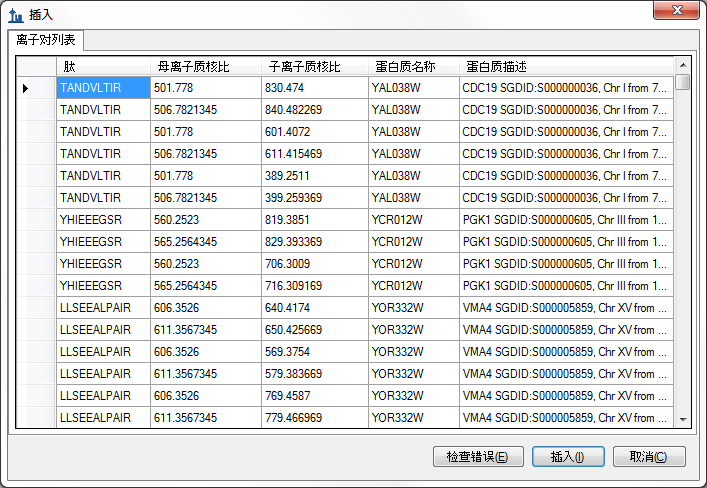 插入
离子对列表
肽 母离子质核比 子离子质核比 蛋白质名称 蛋白质描述
TANDVLTIR 501.778 830.474 YAL038W CDC19 SGDID:S000000036, Chr I from 7...
TANDVLTIR 506.7821345 840.482269 YAL038W CDC19 SGDID:S000000036, Chr I from 7...
TANDVLTIR 501.778 601.4072 YAL038W CDC19 SGDID:S000000036, Chr I from 7...
TANDVLTIR 506.7821345 611.415469 YAL038W CDC19 SGDID:S000000036, Chr I from 7...
TANDVLTIR 501.778 389.2511 YAL038W CDC19 SGDID:S000000036, Chr I from 7...
TANDVLTIR 506.7821345 399.259369 YAL038W CDC19 SGDID:S000000036, Chr I from 7...
YHIEEEGSR 560.2523 819.3851 YCR012W PGK1 SGDID:S000000605, Chr III from 1...
YHIEEEGSR 565.2564345 829.393369 YCR012W PGK1 SGDID:S000000605, Chr III from 1...
YHIEEEGSR 560.2523 706.3009 YCR012W PGK1 SGDID:S000000605, Chr III from 1...
YHIEEEGSR 565.2564345 716.309169 YCR012W PGK1 SGDID:S000000605, Chr III from 1...
LLSEEALPAIR 606.3526 640.4174 YOR332W VMA4 SGDID:S000005859, Chr XV from ...
LLSEEALPAIR 611.3567345 650.425669 YOR332W VMA4 SGDID:S000005859, Chr XV from ...
LLSEEALPAIR 606.3526 569.3754 YOR332W VMA4 SGDID:S000005859, Chr XV from ...
LLSEEALPAIR 611.3567345 579.383669 YOR332W VMA4 SGDID:S000005859, Chr XV from ...
LLSEEALPAIR 606.3526 769.4587 YOR332W VMA4 SGDID:S000005859, Chr XV from ...
LLSEEALPAIR 611.3567345 779.466969 YOR332W VMA4 SGDID:S000005859, Chr XV from ...
检查错误(E) 插入(I) 取消(C)